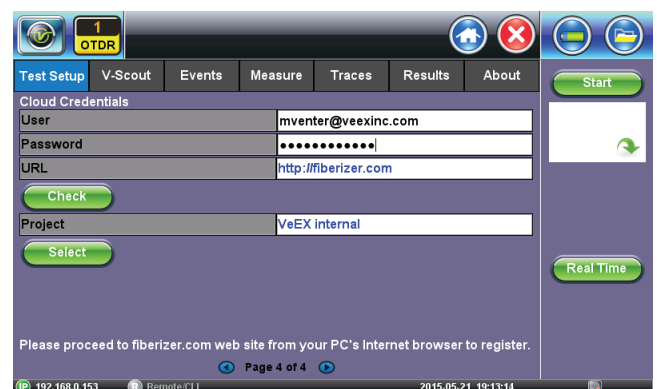 1
OTDR
Test Setup V-Scout Events Measure Traces Results About
Start
Cloud Credentials
User mventer@veexinc.com
Password ••••••••••••
URL http://fiberizer.com
Check
Project VeEX internal
Select
Real Time
Please proceed to fiberizer.com web site from your PC's Internet browser to register.
Page 4 of 4
IP 192.168.0.153 R Remote/CLI 2015-05-21 19:13:14